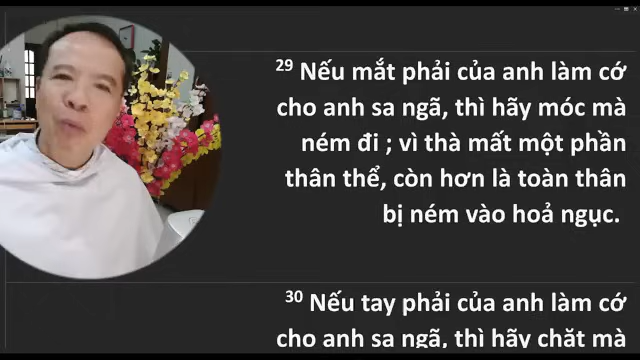 29 Nếu mắt phải của anh làm cớ
cho anh sa ngã, thì hãy móc mà
ném đi ; vì thà mất một phần
thân thể, còn hơn là toàn thân
bị ném vào hoả ngục.
30 Nếu tay phải của anh làm cớ
cho anh sa ngã, thì hãy chặt mà